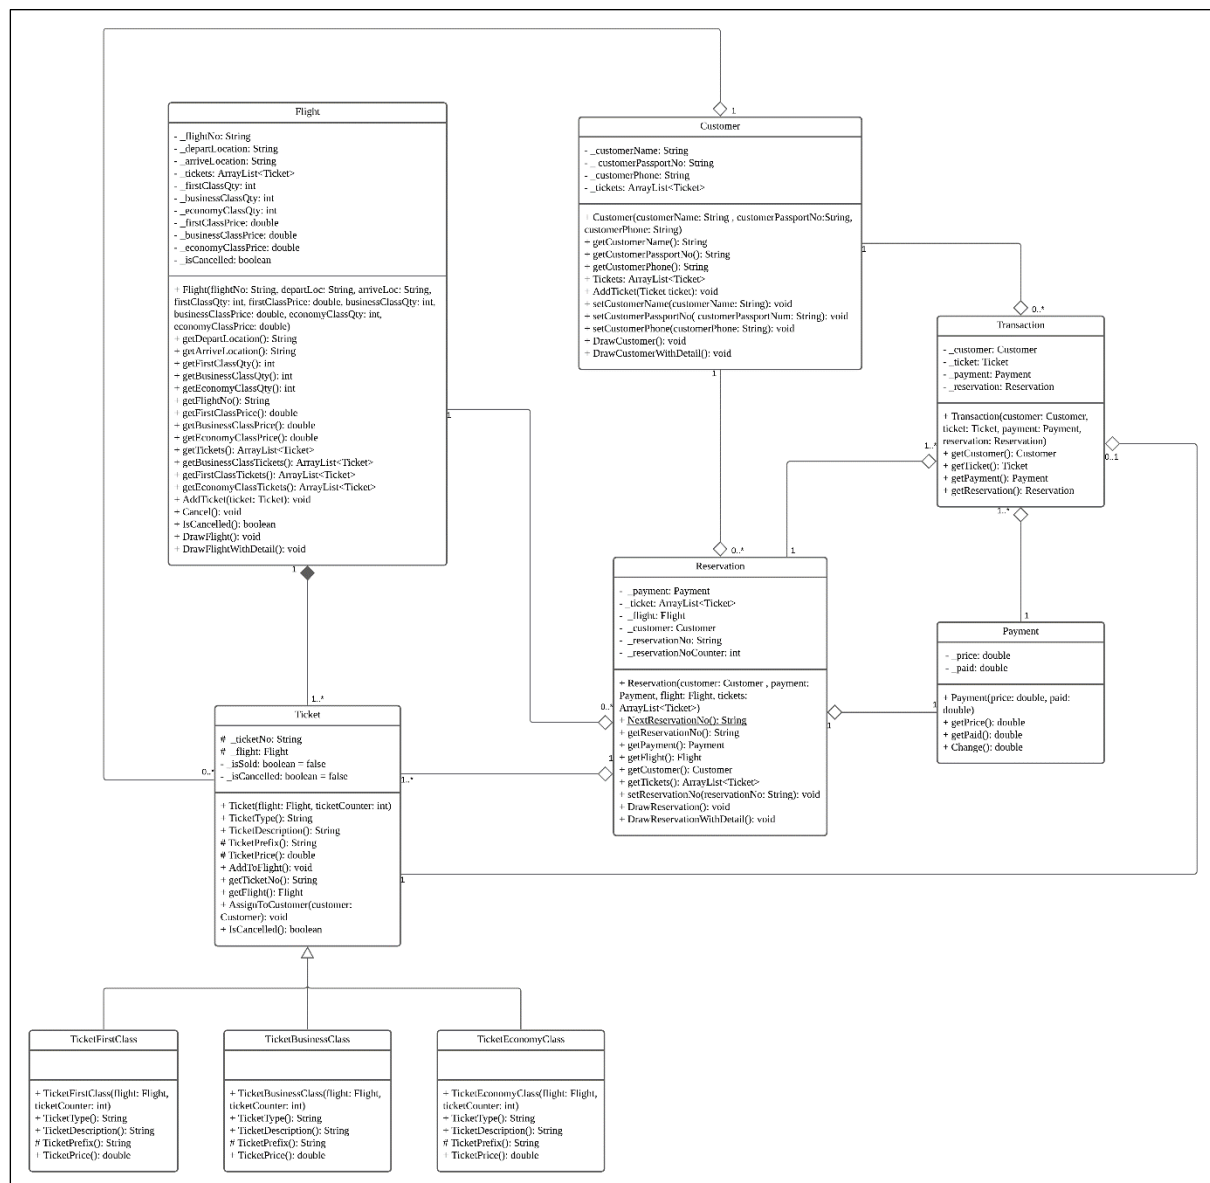 Flight
- _flightNo: String
- _departLocation: String
- _arriveLocation: String
- _tickets: ArrayList<Ticket>
- _firstClassQty: int
- _businessClassQty: int
- _economyClassQty: int
- _firstClassPrice: double
- _businessClassPrice: double
- _economyClassPrice: double
- _isCancelled: boolean
+ Flight(flightNo: String, departLoc: String, arriveLoc: String,
firstClassQty: int, firstClassPrice: double, businessClassQty: int,
businessClassPrice: double, economyClassQty: int,
economyClassPrice: double)
+ getDepartLocation(): String
+ getArriveLocation(): String
+ getFirstClassQty(): int
+ getBusinessClassQty(): int
+ getEconomyClassQty(): int
+ getFlightNo(): String
+ getFirstClassPrice(): double
+ getBusinessClassPrice(): double
+ getEconomyClassPrice(): double
+ getTickets(): ArrayList<Ticket>
+ getBusinessClassTickets(): ArrayList<Ticket>
+ getFirstClassTickets(): ArrayList<Ticket>
+ getEconomyClassTickets(): ArrayList<Ticket>
+ AddTicket(ticket: Ticket): void
+ Cancel(): void
+ IsCancelled(): boolean
+ DrawFlight(): void
+ DrawFlightWithDetail(): void
1
1
1
Customer
- _customerName: String
- _ customerPassportNo: String
- _customerPhone: String
- _tickets: ArrayList<Ticket>
+ Customer(customerName: String , customerPassportNo:String,
customerPhone: String)
+ getCustomerName(): String
+ getCustomerPassportNo(): String
+ getCustomerPhone(): String
+ Tickets: ArrayList<Ticket>
+ AddTicket(Ticket ticket): void
+ setCustomerName(customerName: String): void
+ setCustomerPassportNo( customerPassportNum: String): void
+ setCustomerPhone(customerPhone: String): void
+ DrawCustomer(): void
+ DrawCustomerWithDetail(): void
1
1
0..*
Transaction
- _customer: Customer
- _ticket: Ticket
- _payment: Payment
- _reservation: Reservation
+ Transaction(customer: Customer,
ticket: Ticket, payment: Payment,
reservation: Reservation)
+ getCustomer(): Customer
+ getTicket(): Ticket
+ getPayment(): Payment
+ getReservation(): Reservation
1..*
0..1
1..*
0..*
1
Reservation
- _payment: Payment
- _ticket: ArrayList<Ticket>
- _flight: Flight
- _customer: Customer
- _reservationNo: String
- _reservationNoCounter: int
+ Reservation(customer: Customer , payment:
Payment, flight: Flight, tickets:
ArrayList<Ticket>)
+ NextReservationNo(): String
+ getReservationNo(): String
+ getPayment(): Payment
+ getFlight(): Flight
+ getCustomer(): Customer
+ getTickets(): ArrayList<Ticket>
+ setReservationNo(reservationNo: String): void
+ DrawReservation(): void
+ DrawReservationWithDetail(): void
0..*
1
1
1
1
Payment
- _price: double
- _paid: double
+ Payment(price: double, paid:
double)
+ getPrice(): double
+ getPaid(): double
+ Change(): double
1..*
Ticket
# _ticketNo: String
# _flight: Flight
- _isSold: boolean = false
- _isCancelled: boolean = false
+ Ticket(flight: Flight, ticketCounter: int)
+ TicketType(): String
+ TicketDescription(): String
# TicketPrefix(): String
# TicketPrice(): double
+ AddToFlight(): void
+ getTicketNo(): String
+ getFlight(): Flight
+ AssignToCustomer(customer:
Customer): void
+ IsCancelled(): boolean
0..*
1..*
1
TicketFirstClass
+ TicketFirstClass(flight: Flight,
ticketCounter: int)
+ TicketType(): String
+ TicketDescription(): String
# TicketPrefix(): String
+ TicketPrice(): double
TicketBusinessClass
+ TicketBusinessClass(flight: Flight,
ticketCounter: int)
+ TicketType(): String
+ TicketDescription(): String
# TicketPrefix(): String
+ TicketPrice(): double
TicketEconomyClass
+ TicketEconomyClass(flight: Flight,
ticketCounter: int)
+ TicketType(): String
+ TicketDescription(): String
# TicketPrefix(): String
+ TicketPrice(): double